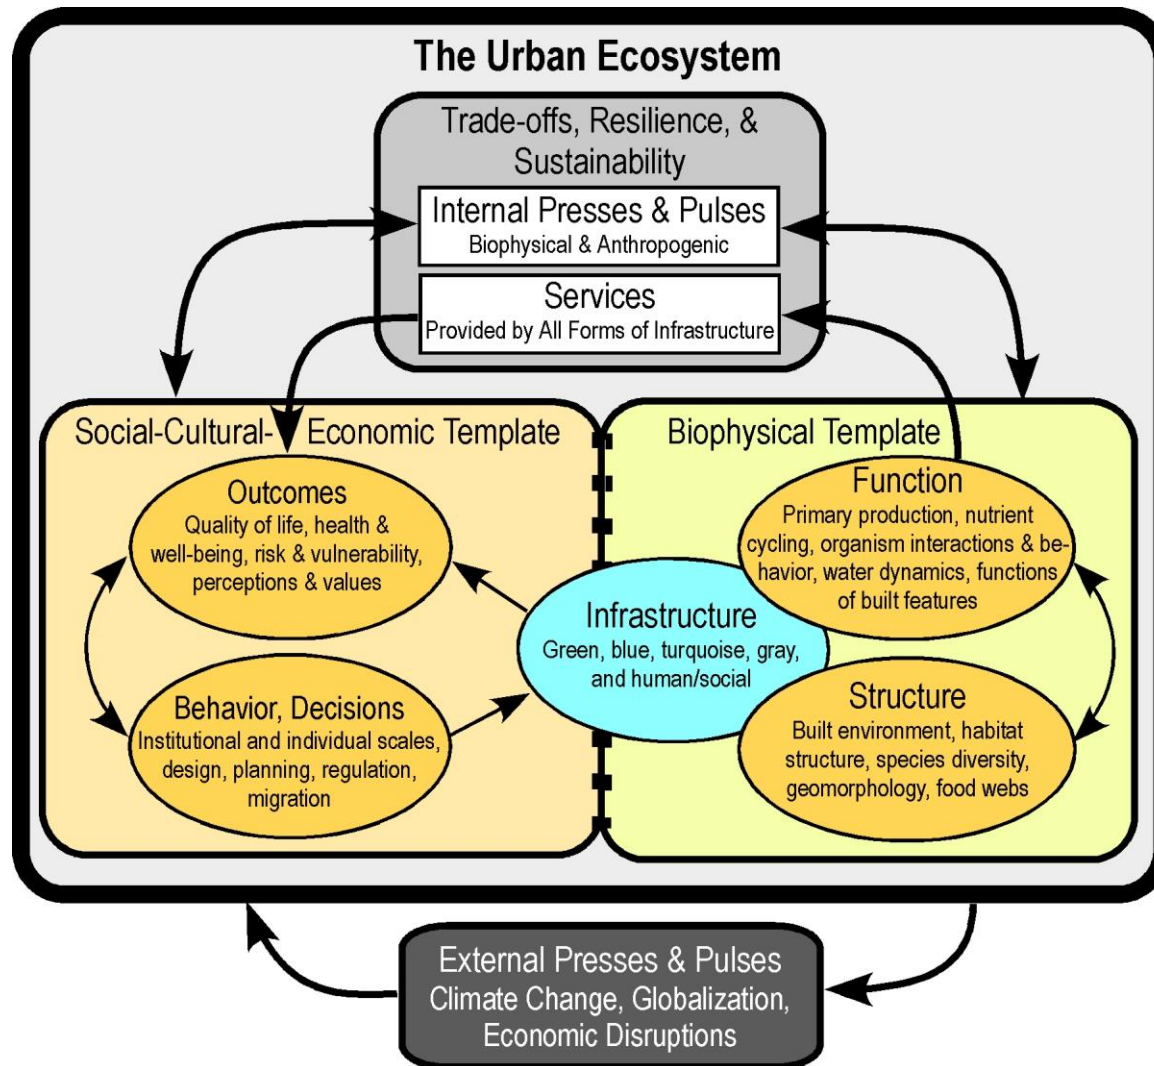 The Urban Ecosystem
Trade-offs, Resilience, &
Sustainability
Internal Presses & Pulses
Biophysical & Anthropogenic
Services
Provided by All Forms of Infrastructure
Social-Cultural- Economic Template
Outcomes
Quality of life, health &
well-being, risk & vulnerability,
perceptions & values
Behavior, Decisions
Institutional and individual scales,
design, planning, regulation,
migration
Infrastructure
Green, blue, turquoise, gray,
and human/social
Biophysical Template
Function
Primary production, nutrient
cycling, organism interactions & be-
havior, water dynamics, functions
of built features
Structure
Built environment, habitat
structure, species diversity,
geomorphology, food webs
External Presses & Pulses
Climate Change, Globalization,
Economic Disruptions